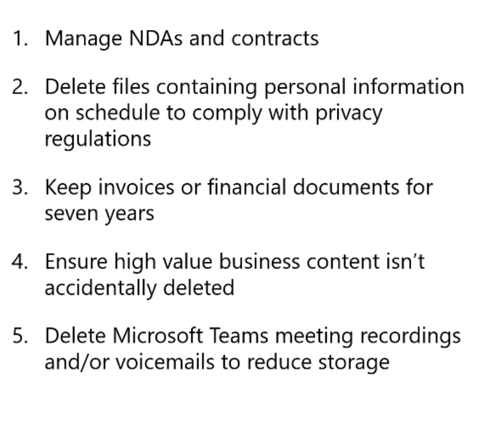 1. Manage NDAs and contracts
2. Delete files containing personal information
on schedule to comply with privacy
regulations
3. Keep invoices or financial documents for
seven years
4. Ensure high value business content isn't
accidentally deleted
5. Delete Microsoft Teams meeting recordings
and/or voicemails to reduce storage